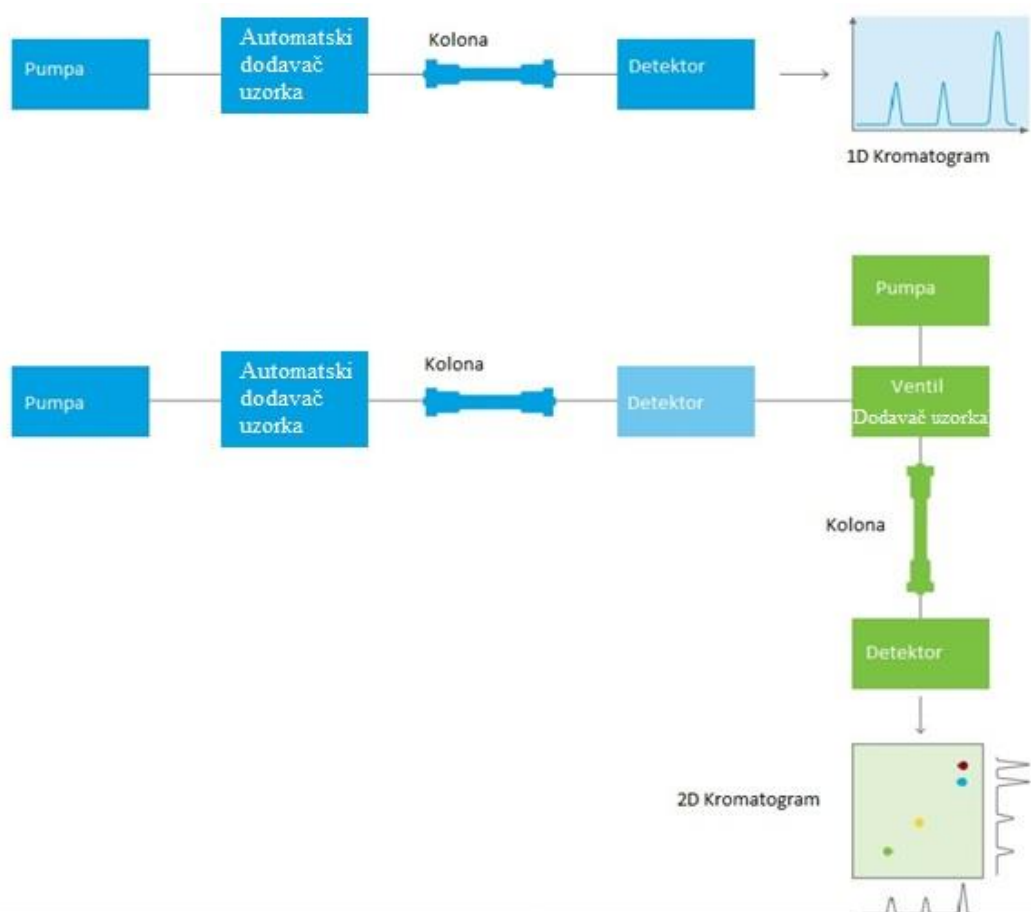 Pumpa
Automatski
dodavač
uzorka
Kolona
Detektor
1D Kromatogram
Pumpa
Pumpa
Automatski
dodavač
uzorka
Kolona
Detektor
Ventil
Dodavač uzorka
Kolona
Detektor
2D Kromatogram